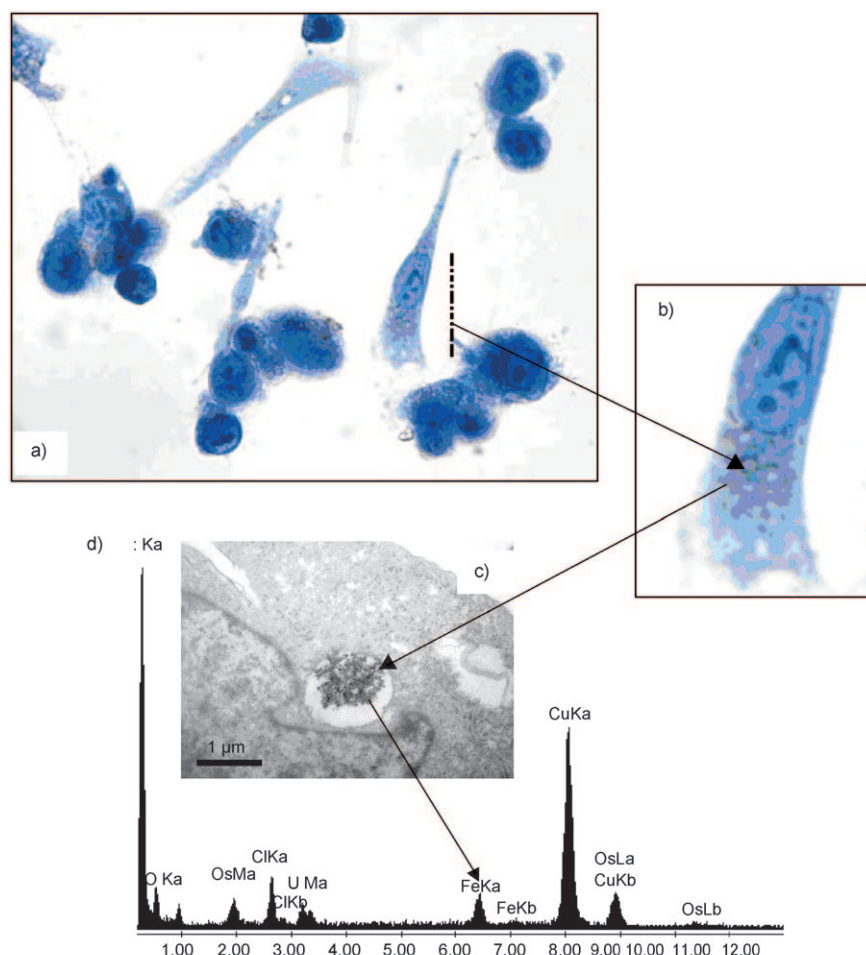 a)
b)
d)
: Ka
c)
1 µm
CuKa
O Ka
OsMa
ClKa
ClKb
U Ma
FeKa
FeKb
OsLa
CuKb
OsLb
1.00 2.00 3.00 4.00 5.00 6.00 7.00 8.00 9.00 10.00 11.00 12.00